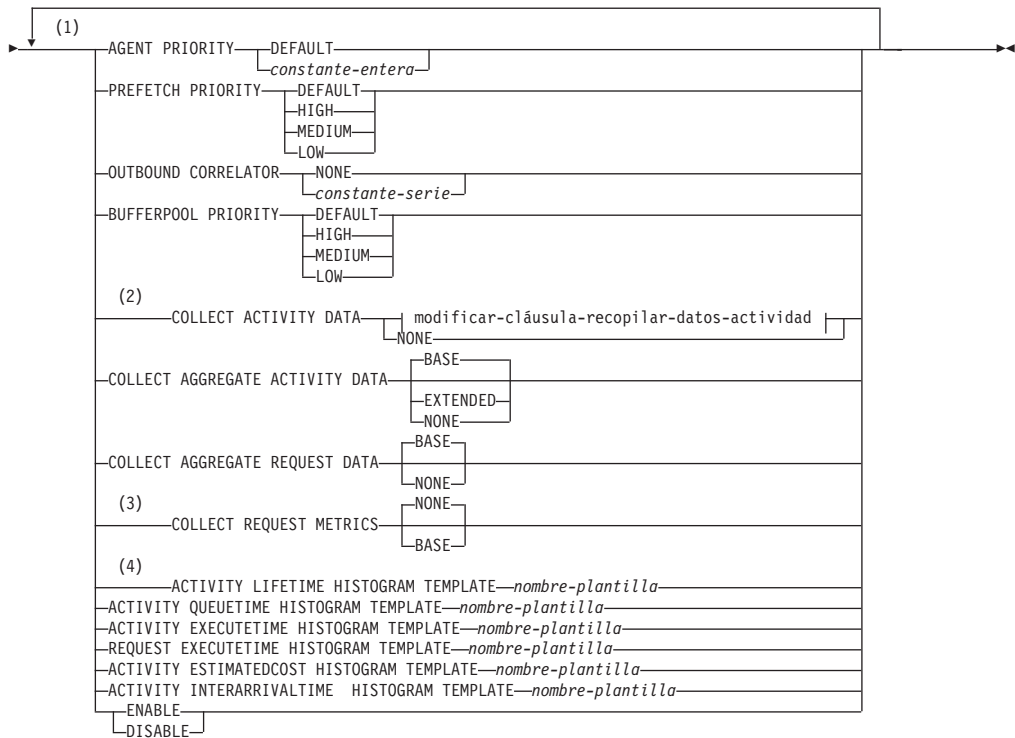 (1)
AGENT PRIORITY DEFAULT
constante-entera
PREFETCH PRIORITY DEFAULT
HIGH
MEDIUM
LOW
OUTBOUND CORRELATOR NONE
constante-serie
BUFFERPOOL PRIORITY DEFAULT
HIGH
MEDIUM
LOW
(2)
COLLECT ACTIVITY DATA modificar-cláusula-recopilar-datos-actividad
NONE
BASE
COLLECT AGGREGATE ACTIVITY DATA
EXTENDED
NONE
BASE
COLLECT AGGREGATE REQUEST DATA
NONE
(3)
NONE
COLLECT REQUEST METRICS
BASE
(4)
ACTIVITY LIFETIME HISTOGRAM TEMPLATE nombre-plantilla
ACTIVITY QUEUETIME HISTOGRAM TEMPLATE nombre-plantilla
ACTIVITY EXECUTETIME HISTOGRAM TEMPLATE nombre-plantilla
REQUEST EXECUTETIME HISTOGRAM TEMPLATE nombre-plantilla
ACTIVITY ESTIMATEDCOST HISTOGRAM TEMPLATE nombre-plantilla
ACTIVITY INTERARRIVALTIME HISTOGRAM TEMPLATE nombre-plantilla
ENABLE
DISABLE